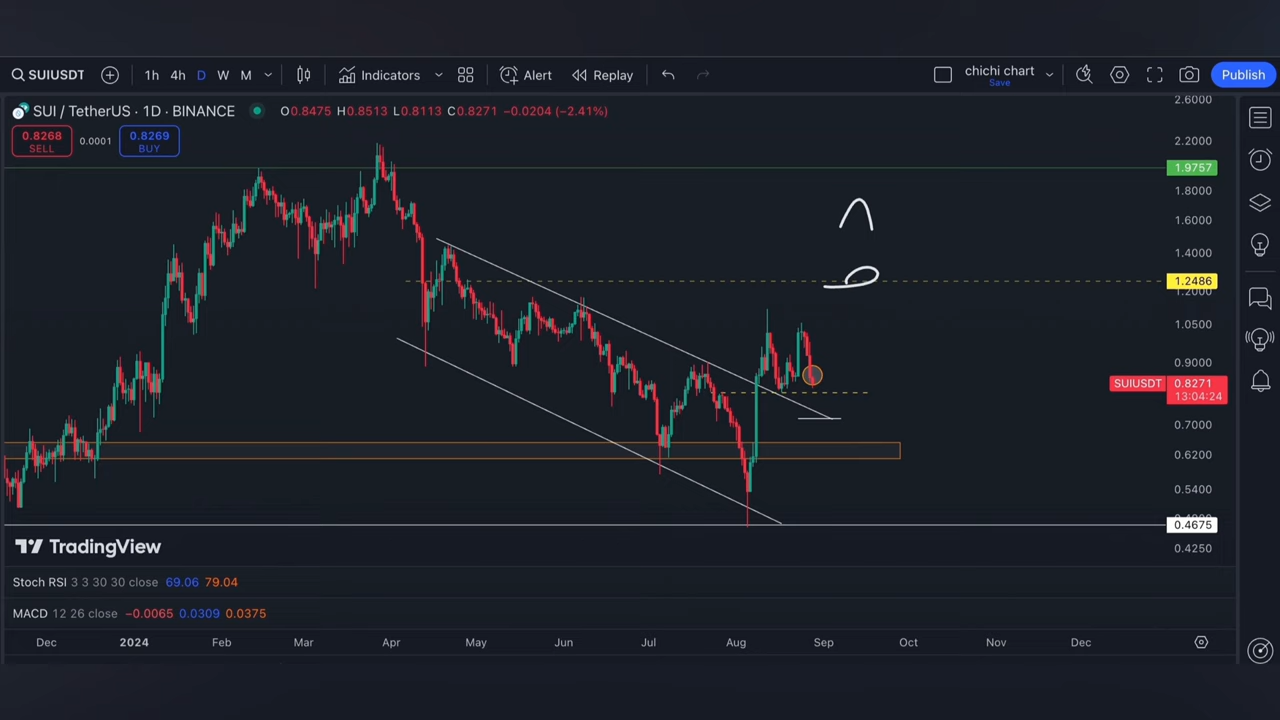 SUIUSDT 1h 4h D W M Indicators Alert Replay chichi chart Save Publish
SUI / TetherUS · 1D · BINANCE O0.8475 H0.8513 L0.8113 C0.8271 −0.0204 (−2.41%)
0.8268 SELL 0.0001 0.8269 BUY
2.6000
2.2000
1.9757
1.8000
1.6000
1.4000
1.2486
1.2000
1.0500
0.9000
SUIUSDT 0.8271
13:04:24
0.7000
0.6200
0.5400
0.4675
0.4250
TradingView
Stoch RSI 3 3 30 30 close 69.06 79.04
MACD 12 26 close −0.0065 0.0309 0.0375
Dec 2024 Feb Mar Apr May Jun Jul Aug Sep Oct Nov Dec